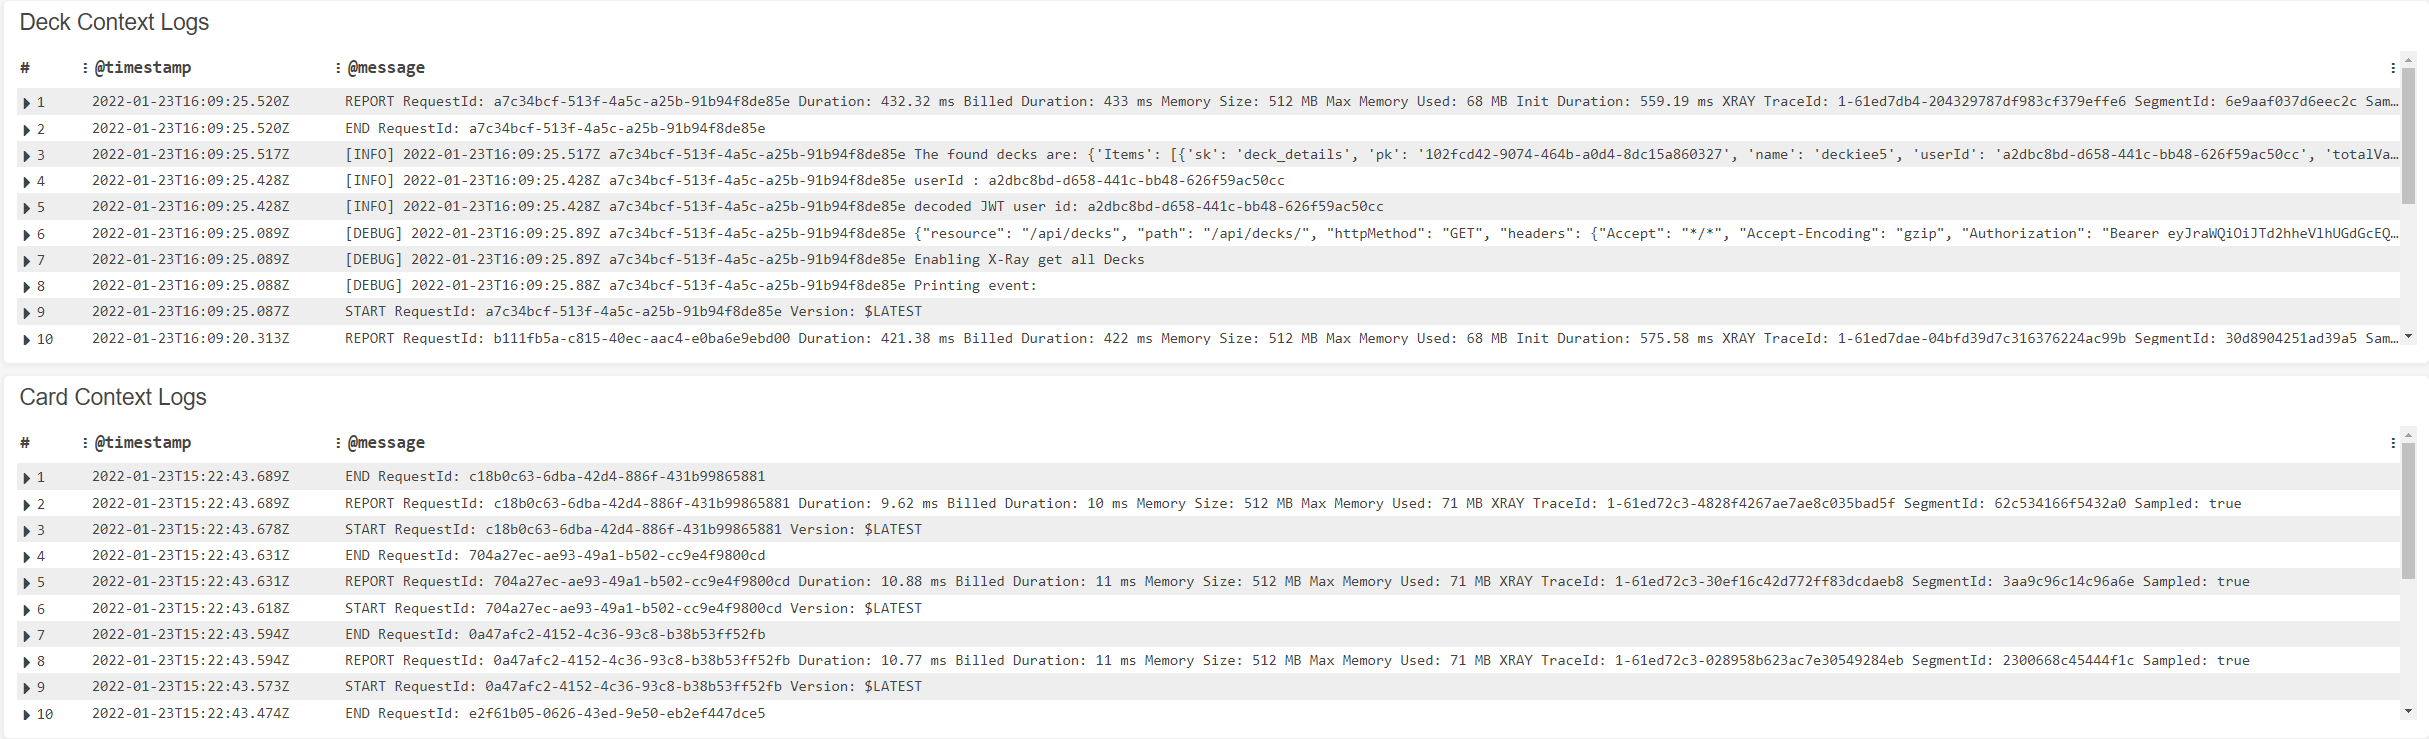 Deck Context Logs
# @timestamp @message
1 2022-01-23T16:09:25.520Z REPORT RequestId: a7c34bcf-513f-4a5c-a25b-91b94f8de85e Duration: 432.32 ms Billed Duration: 433 ms Memory Size: 512 MB Max Memory Used: 68 MB Init Duration: 559.19 ms XRAY TraceId: 1-61ed7db4-204329787df983cf379effe6 SegmentId: 6e9aaf037d6eec2c Sam…
2 2022-01-23T16:09:25.520Z END RequestId: a7c34bcf-513f-4a5c-a25b-91b94f8de85e
3 2022-01-23T16:09:25.517Z [INFO] 2022-01-23T16:09:25.517Z a7c34bcf-513f-4a5c-a25b-91b94f8de85e The found decks are: {'Items': [{'sk': 'deck_details', 'pk': '102fcd42-9074-464b-a0d4-8dc15a860327', 'name': 'deckiee5', 'userId': 'a2dbc8bd-d658-441c-bb48-626f59ac50cc', 'totalVa…
4 2022-01-23T16:09:25.428Z [INFO] 2022-01-23T16:09:25.428Z a7c34bcf-513f-4a5c-a25b-91b94f8de85e userId : a2dbc8bd-d658-441c-bb48-626f59ac50cc
5 2022-01-23T16:09:25.428Z [INFO] 2022-01-23T16:09:25.428Z a7c34bcf-513f-4a5c-a25b-91b94f8de85e decoded JWT user id: a2dbc8bd-d658-441c-bb48-626f59ac50cc
6 2022-01-23T16:09:25.089Z [DEBUG] 2022-01-23T16:09:25.89Z a7c34bcf-513f-4a5c-a25b-91b94f8de85e {"resource": "/api/decks", "path": "/api/decks/", "httpMethod": "GET", "headers": {"Accept": "*/*", "Accept-Encoding": "gzip", "Authorization": "Bearer eyJraWQiOiJTd2hheVlhUGdGcEQ…
7 2022-01-23T16:09:25.089Z [DEBUG] 2022-01-23T16:09:25.89Z a7c34bcf-513f-4a5c-a25b-91b94f8de85e Enabling X-Ray get all Decks
8 2022-01-23T16:09:25.088Z [DEBUG] 2022-01-23T16:09:25.88Z a7c34bcf-513f-4a5c-a25b-91b94f8de85e Printing event:
9 2022-01-23T16:09:25.087Z START RequestId: a7c34bcf-513f-4a5c-a25b-91b94f8de85e Version: $LATEST
10 2022-01-23T16:09:20.313Z REPORT RequestId: b111fb5a-c815-40ec-aac4-e0ba6e9ebd00 Duration: 421.38 ms Billed Duration: 422 ms Memory Size: 512 MB Max Memory Used: 68 MB Init Duration: 575.58 ms XRAY TraceId: 1-61ed7dae-04bfd39d7c316376224ac99b SegmentId: 30d8904251ad39a5 Sam…
Card Context Logs
# @timestamp @message
1 2022-01-23T15:22:43.689Z END RequestId: c18b0c63-6dba-42d4-886f-431b99865881
2 2022-01-23T15:22:43.689Z REPORT RequestId: c18b0c63-6dba-42d4-886f-431b99865881 Duration: 9.62 ms Billed Duration: 10 ms Memory Size: 512 MB Max Memory Used: 71 MB XRAY TraceId: 1-61ed72c3-4828f4267ae7ae8c035bad5f SegmentId: 62c534166f5432a0 Sampled: true
3 2022-01-23T15:22:43.678Z START RequestId: c18b0c63-6dba-42d4-886f-431b99865881 Version: $LATEST
4 2022-01-23T15:22:43.631Z END RequestId: 704a27ec-ae93-49a1-b502-cc9e4f9800cd
5 2022-01-23T15:22:43.631Z REPORT RequestId: 704a27ec-ae93-49a1-b502-cc9e4f9800cd Duration: 10.88 ms Billed Duration: 11 ms Memory Size: 512 MB Max Memory Used: 71 MB XRAY TraceId: 1-61ed72c3-30ef16c42d772ff83dcdaeb8 SegmentId: 3aa9c96c14c96a6e Sampled: true
6 2022-01-23T15:22:43.618Z START RequestId: 704a27ec-ae93-49a1-b502-cc9e4f9800cd Version: $LATEST
7 2022-01-23T15:22:43.594Z END RequestId: 0a47afc2-4152-4c36-93c8-b38b53ff52fb
8 2022-01-23T15:22:43.594Z REPORT RequestId: 0a47afc2-4152-4c36-93c8-b38b53ff52fb Duration: 10.77 ms Billed Duration: 11 ms Memory Size: 512 MB Max Memory Used: 71 MB XRAY TraceId: 1-61ed72c3-028958b623ac7e30549284eb SegmentId: 2300668c45444f1c Sampled: true
9 2022-01-23T15:22:43.573Z START RequestId: 0a47afc2-4152-4c36-93c8-b38b53ff52fb Version: $LATEST
10 2022-01-23T15:22:43.474Z END RequestId: e2f61b05-0626-43ed-9e50-eb2ef447dce5